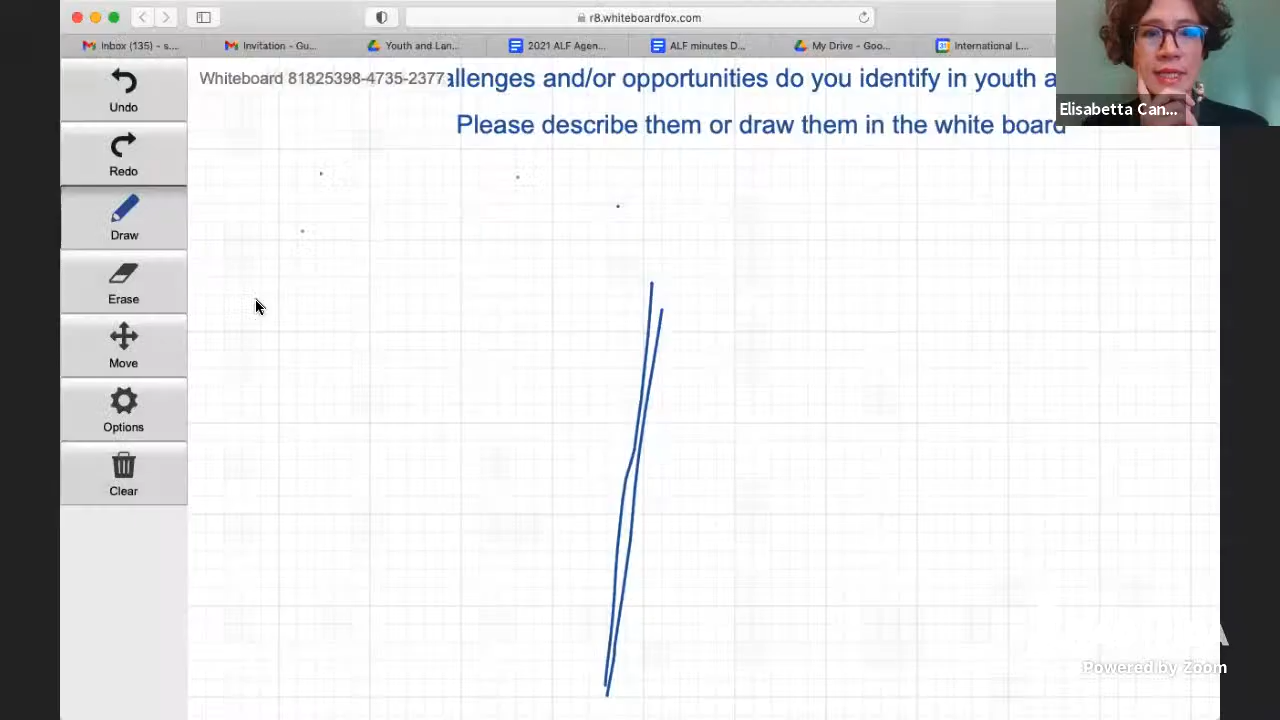 r8.whiteboardfox.com
Inbox (135) - s....
Invitation - Gu...
Youth and Lan...
2021 ALF Agen...
ALF minutes D...
My Drive - Goo...
International L...
Whiteboard 81825398-4735-2377
allenges and/or opportunities do you identify in youth a
Please describe them or draw them in the white board
Elisabetta Can...
Undo
Redo
Draw
Erase
Move
Options
Clear
Powered by Zoom